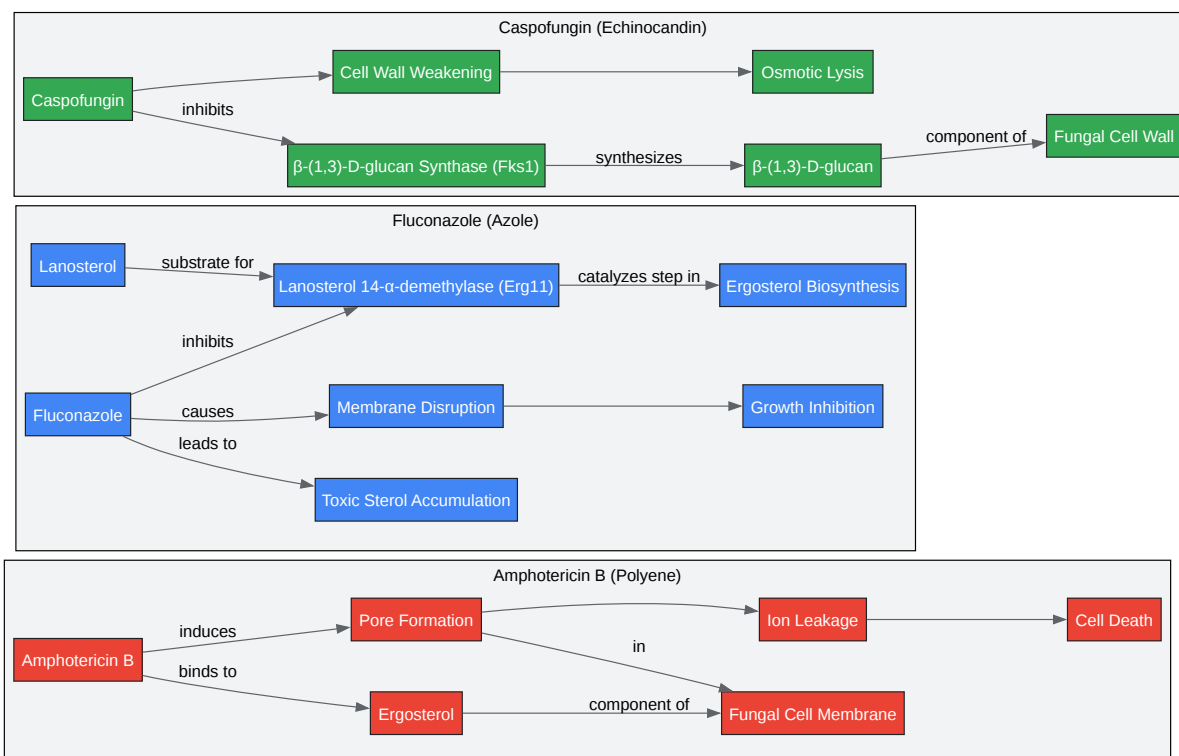 Caspofungin (Echinocandin)
Cell Wall Weakening
Osmotic Lysis
Caspofungin
inhibits
component of
Fungal Cell Wall
β-(1,3)-D-glucan Synthase (Fks1)
synthesizes
β-(1,3)-D-glucan
Fluconazole (Azole)
Lanosterol
substrate for
Lanosterol 14-α-demethylase (Erg11)
catalyzes step in
Ergosterol Biosynthesis
inhibits
Fluconazole
causes
Membrane Disruption
Growth Inhibition
leads to
Toxic Sterol Accumulation
Amphotericin B (Polyene)
Pore Formation
Ion Leakage
Cell Death
induces
Amphotericin B
in
binds to
Ergosterol
component of
Fungal Cell Membrane